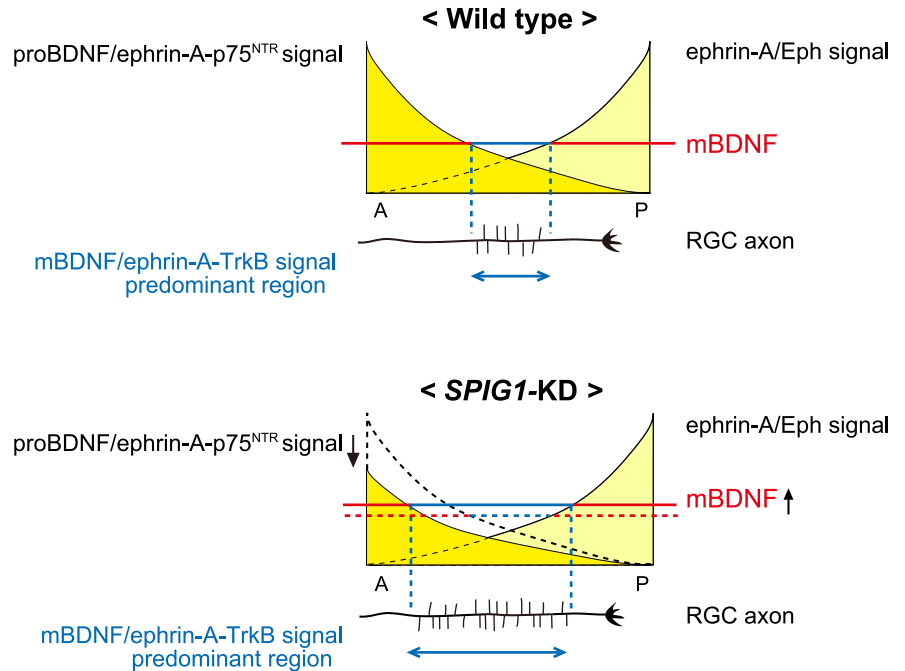 < Wild type >
proBDNF/ephrin-A-p75NTR signal
ephrin-A/Eph signal
mBDNF
A
P
RGC axon
mBDNF/ephrin-A-TrkB signal
predominant region
< SPIG1-KD >
proBDNF/ephrin-A-p75NTR signal
ephrin-A/Eph signal
mBDNF
A
P
RGC axon
mBDNF/ephrin-A-TrkB signal
predominant region